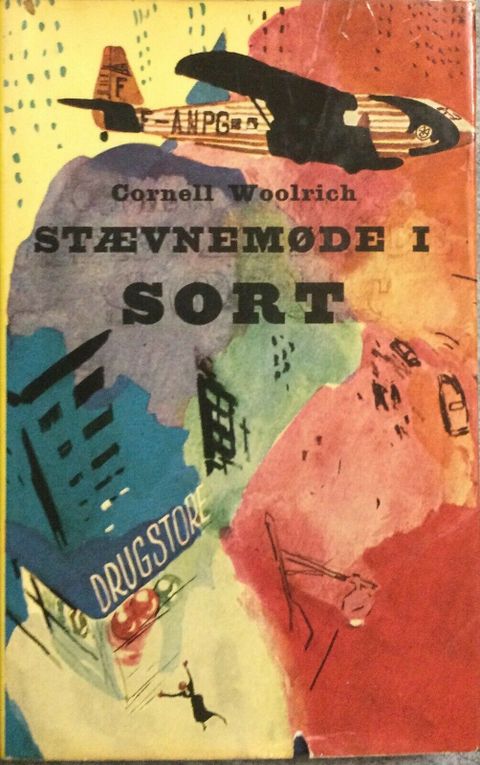 F
F-ANPG
Cornell Woolrich
STÆVNEMØDE I
SORT
DRUGSTORE